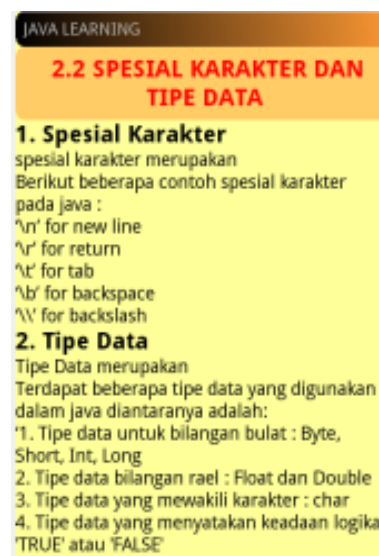 JAVA LEARNING
2.2 SPESIAL KARAKTER DAN
TIPE DATA
1. Spesial Karakter
spesial karakter merupakan
Berikut beberapa contoh spesial karakter
pada java :
'\n' for new line
'\r' for return
'\t' for tab
'\b' for backspace
'\\' for backslash
2. Tipe Data
Tipe Data merupakan
Terdapat beberapa tipe data yang digunakan
dalam java diantaranya adalah:
'1. Tipe data untuk bilangan bulat : Byte,
Short, Int, Long
2. Tipe data bilangan rael : Float dan Double
3. Tipe data yang mewakili karakter : char
4. Tipe data yang menyatakan keadaan logika
'TRUE' atau 'FALSE'